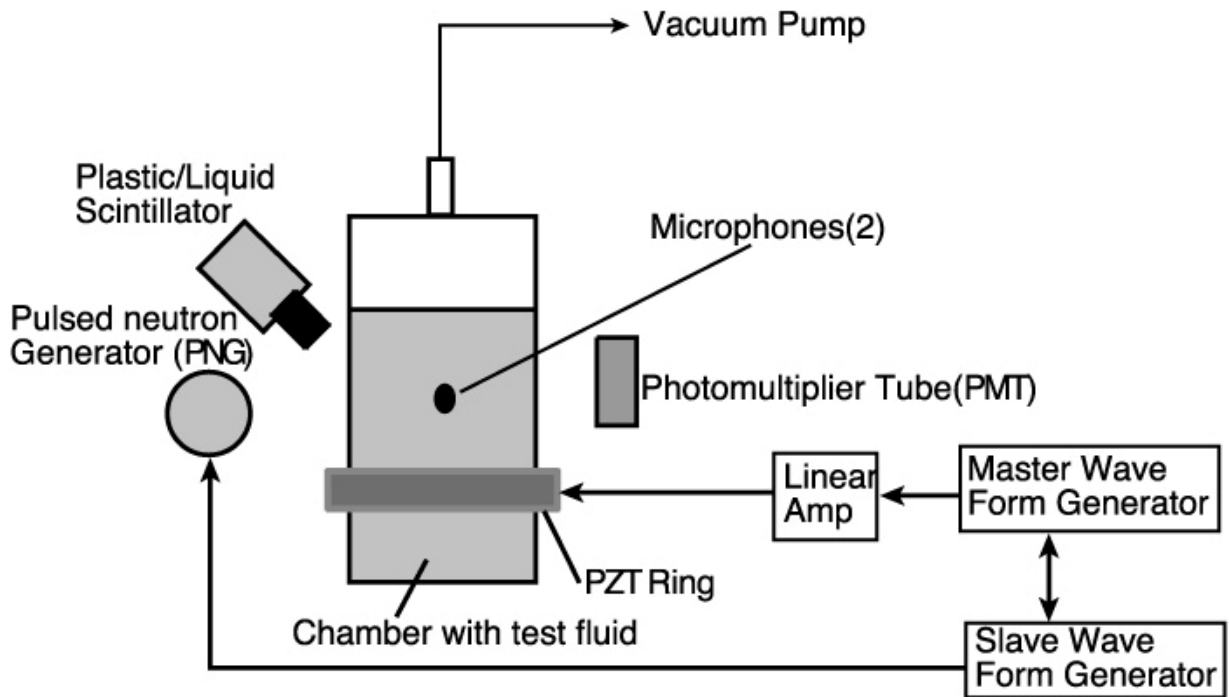 Vacuum Pump
Plastic/Liquid
Scintillator
Microphones(2)
Pulsed neutron
Generator (PNG)
Photomultiplier Tube(PMT)
Linear
Amp
Master Wave
Form Generator
PZT Ring
Chamber with test fluid
Slave Wave
Form Generator